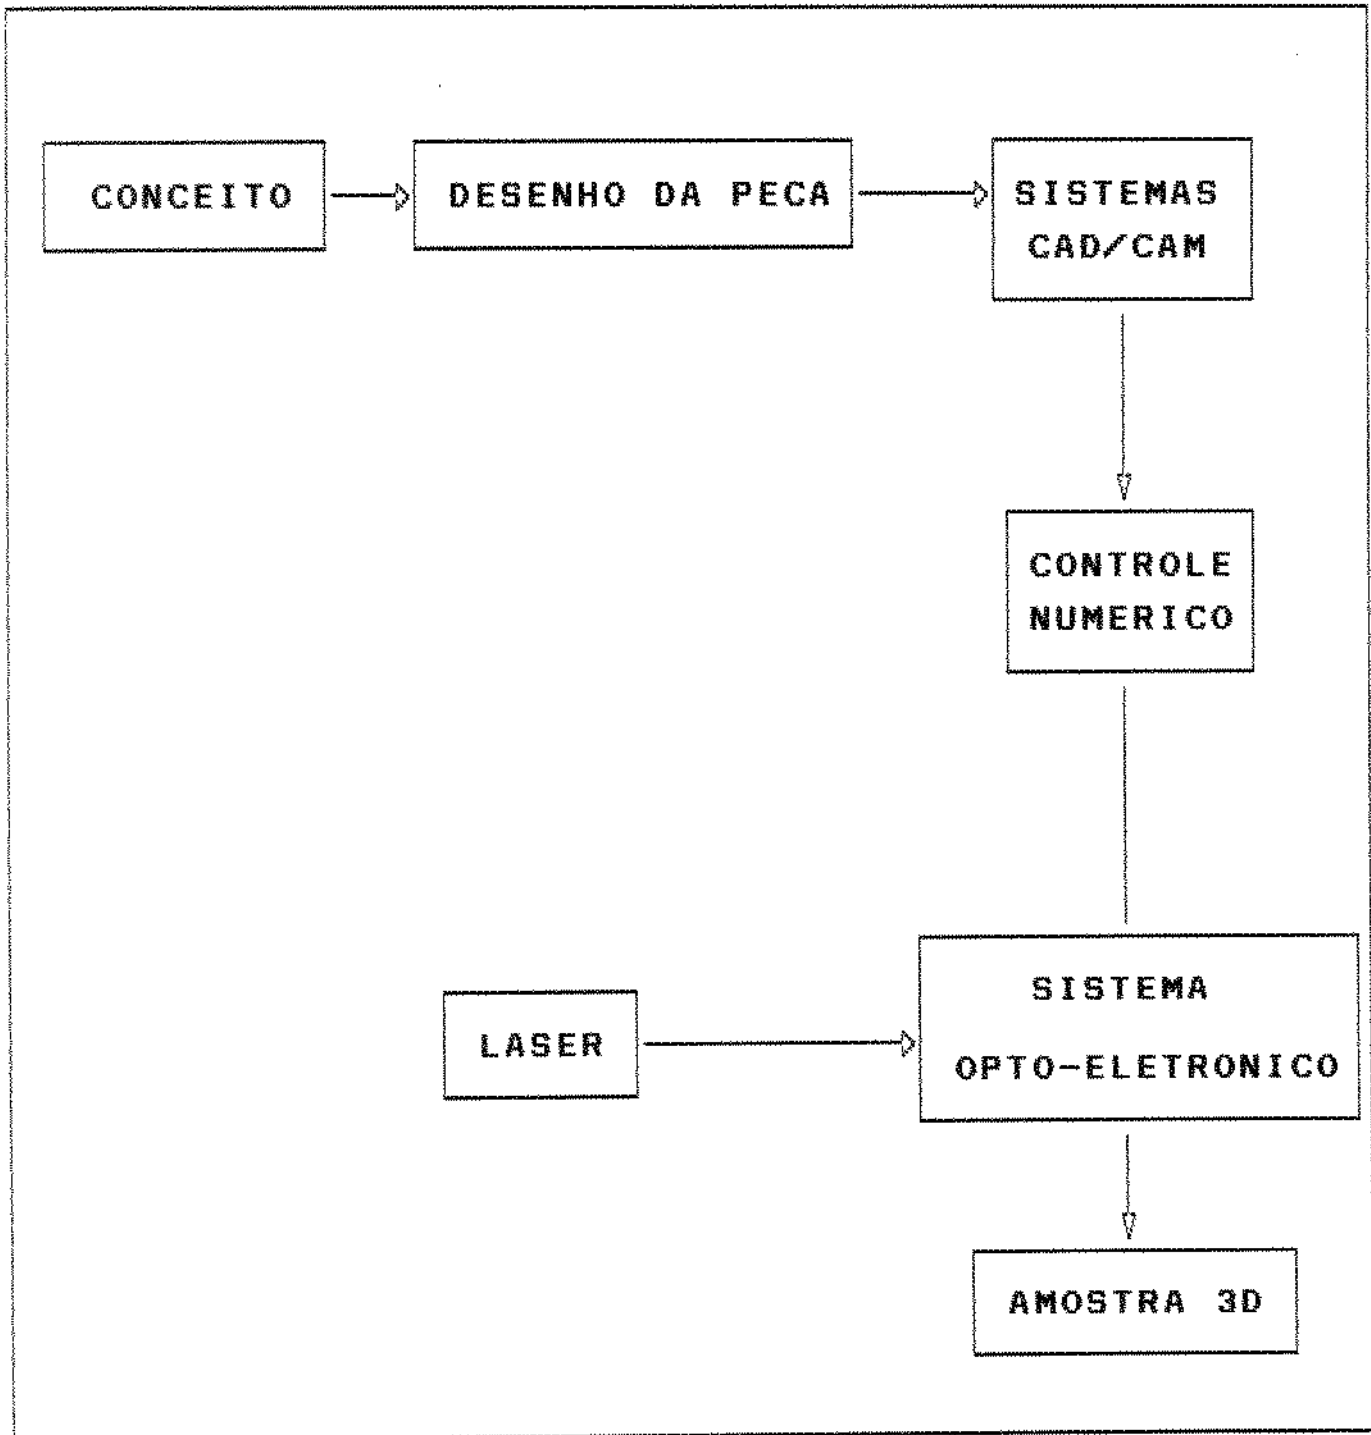 CONCEITO
DESENHO DA PECA
SISTEMAS
CAD/CAM
CONTROLE
NUMERICO
LASER
SISTEMA
OPTO-ELETRONICO
AMOSTRA 3D